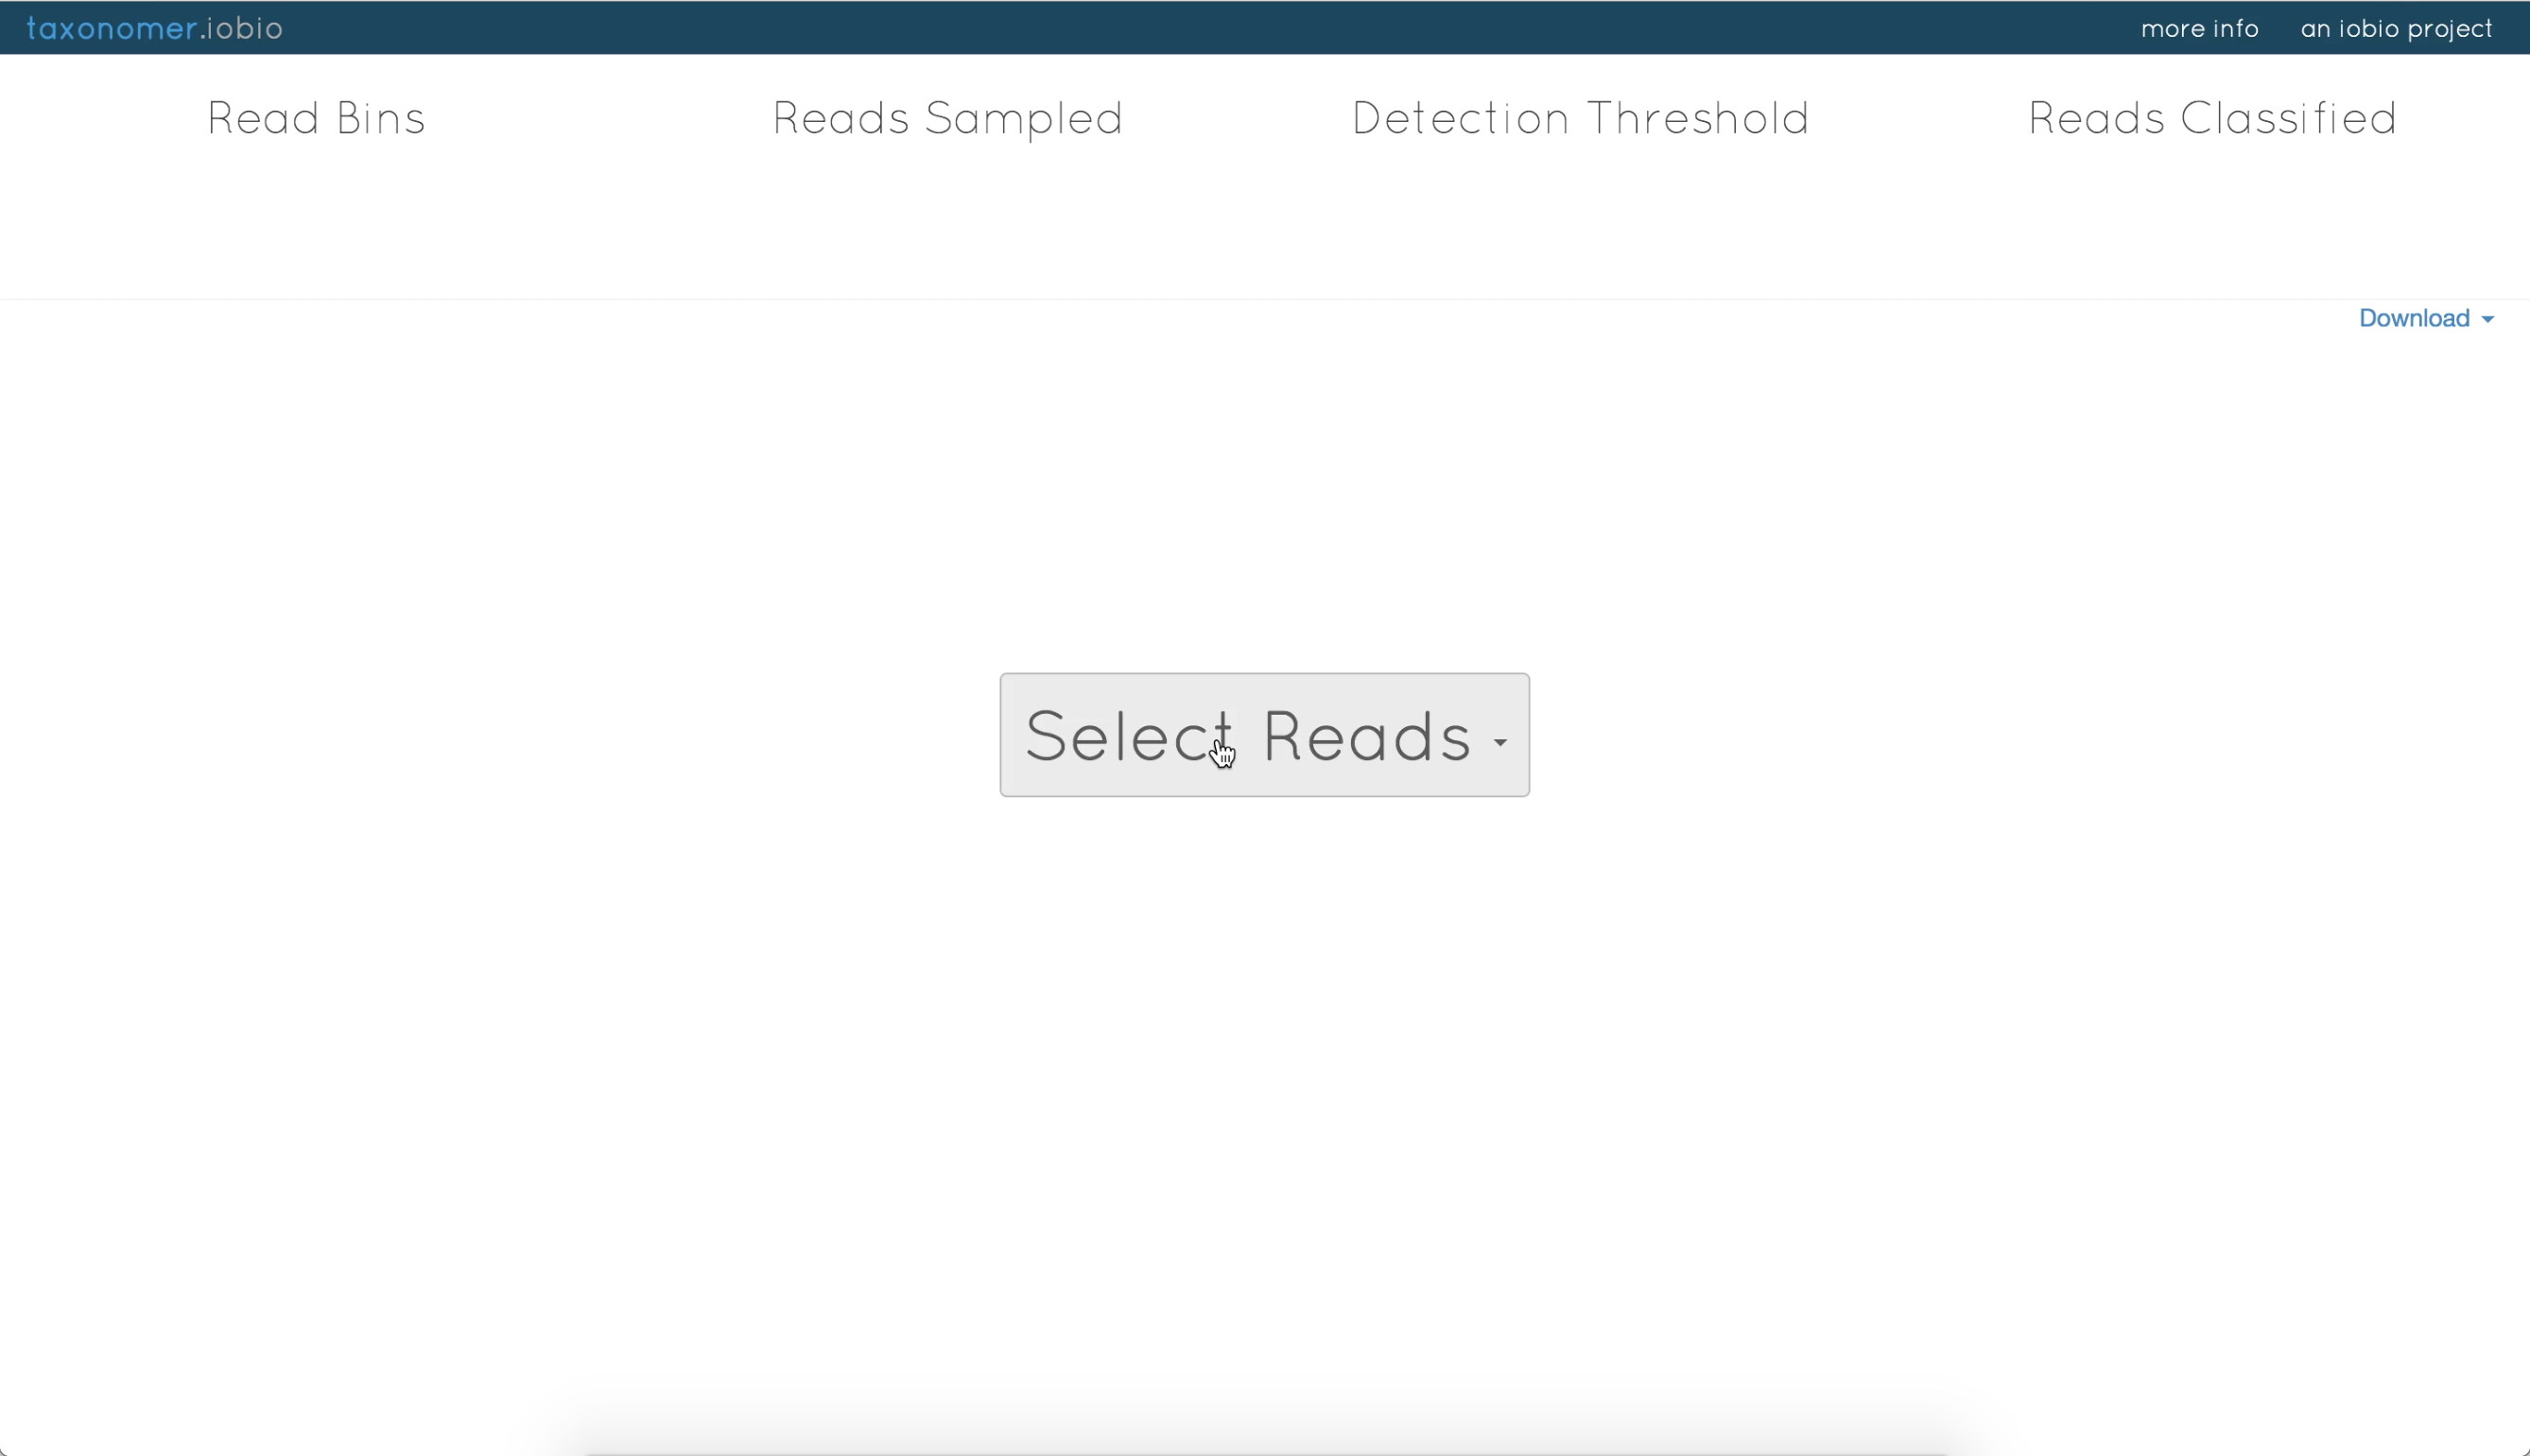 taxonomer.iobio more info an iobio project
Read Bins Reads Sampled Detection Threshold Reads Classified
Download
Select Reads